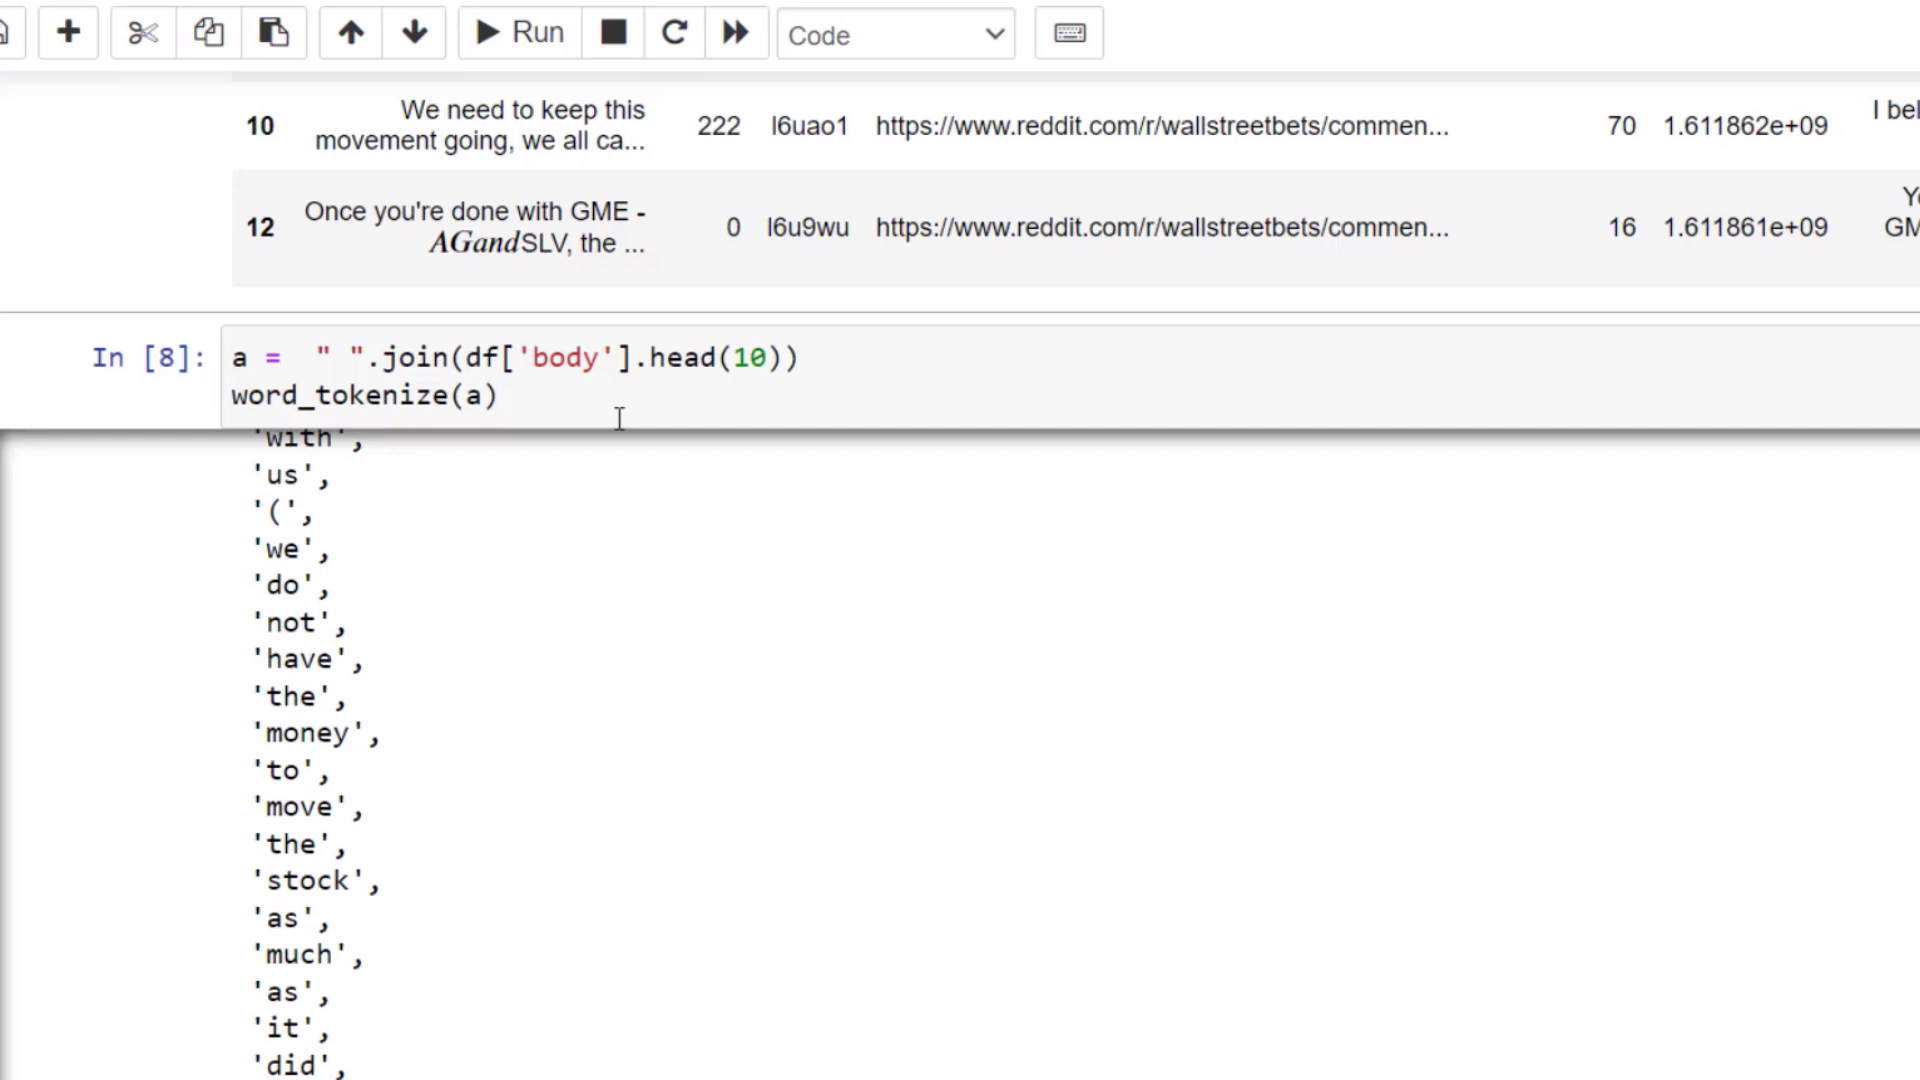 Run Code
10 We need to keep this movement going, we all ca... 222 l6uao1 https://www.reddit.com/r/wallstreetbets/commen... 70 1.611862e+09 I bel
12 Once you're done with GME - AGandSLV, the ... 0 l6u9wu https://www.reddit.com/r/wallstreetbets/commen... 16 1.611861e+09 GM
In [8]: a =  " ".join(df['body'].head(10))
word_tokenize(a)
'with',
'us',
'(',
'we',
'do',
'not',
'have',
'the',
'money',
'to',
'move',
'the',
'stock',
'as',
'much',
'as',
'it',
'did',